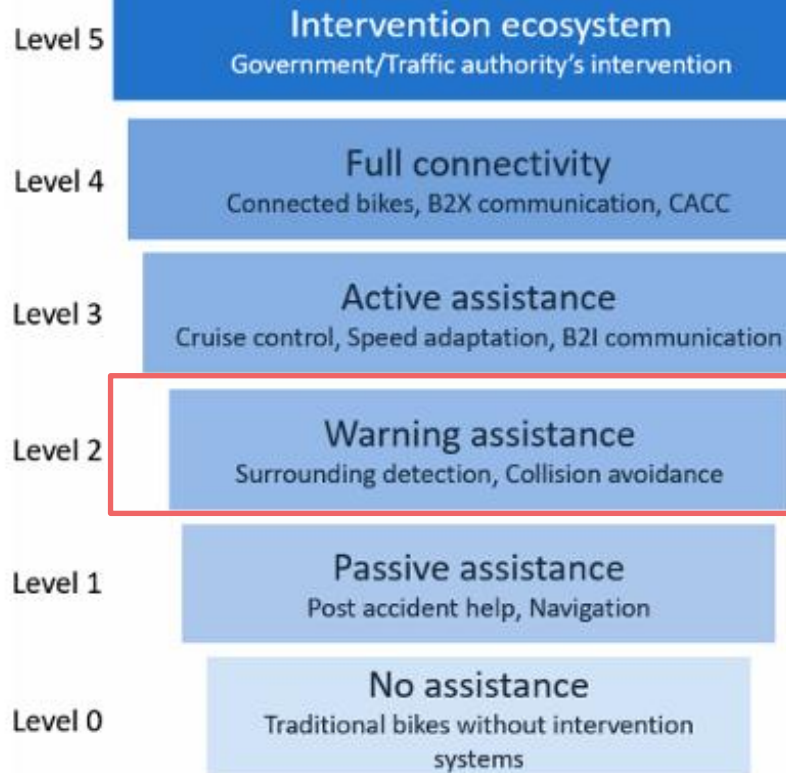 Level 5
Intervention ecosystem
Government/Traffic authority's intervention
Level 4
Full connectivity
Connected bikes, B2X communication, CACC
Level 3
Active assistance
Cruise control, Speed adaptation, B2I communication
Level 2
Warning assistance
Surrounding detection, Collision avoidance
Level 1
Passive assistance
Post accident help, Navigation
Level 0
No assistance
Traditional bikes without intervention
systems